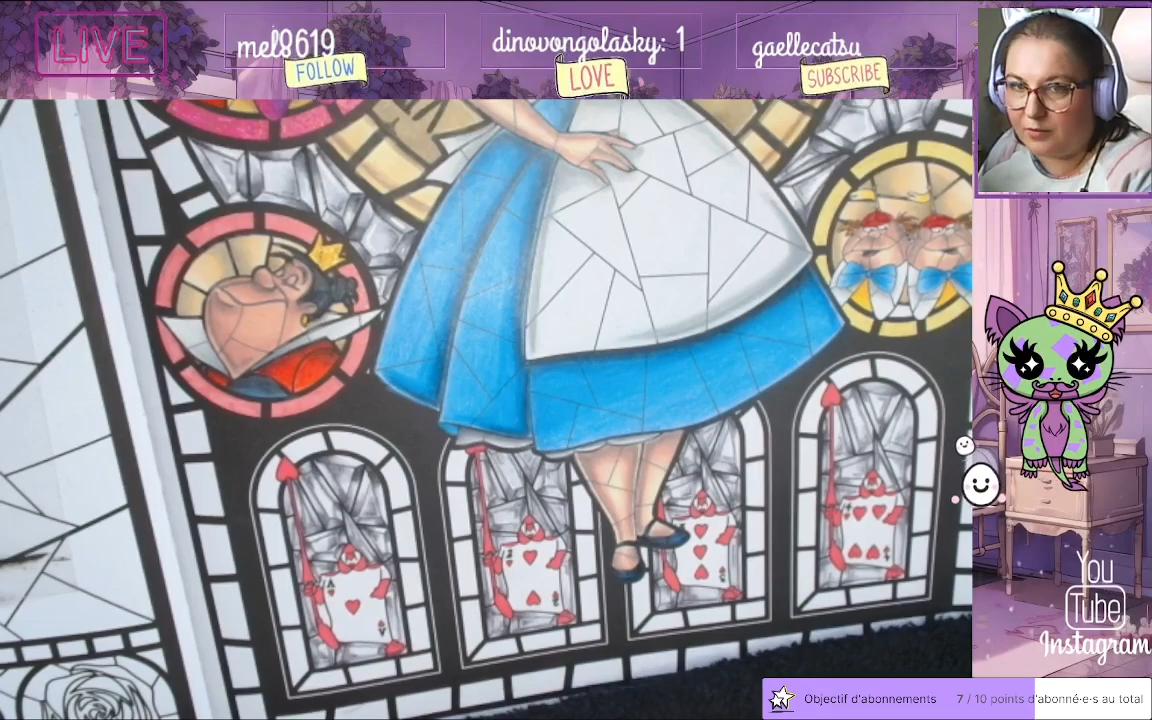 LIVE
mel8619
FOLLOW
dinovongolasky: 1
LOVE
gaellecatsu
SUBSCRIBE
You
Tube
Instagram
Objectif d'abonnements 7 / 10 points d'abonné·e·s au total